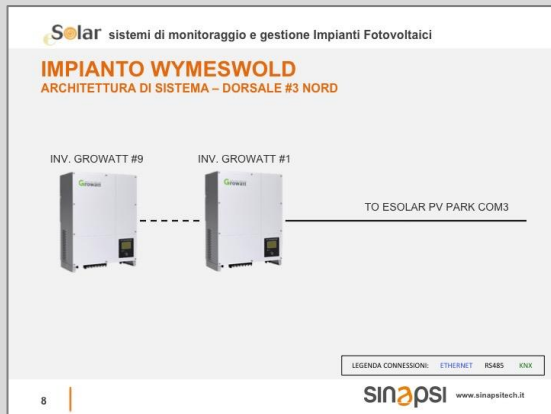 eSolar sistemi di monitoraggio e gestione Impianti Fotovoltaici
IMPIANTO WYMESWOLD
ARCHITETTURA DI SISTEMA – DORSALE #3 NORD
INV. GROWATT #9 INV. GROWATT #1
Growatt Growatt
TO ESOLAR PV PARK COM3
LEGENDA CONNESSIONI: ETHERNET RS485 KNX
8 sinapsi www.sinapsitech.it